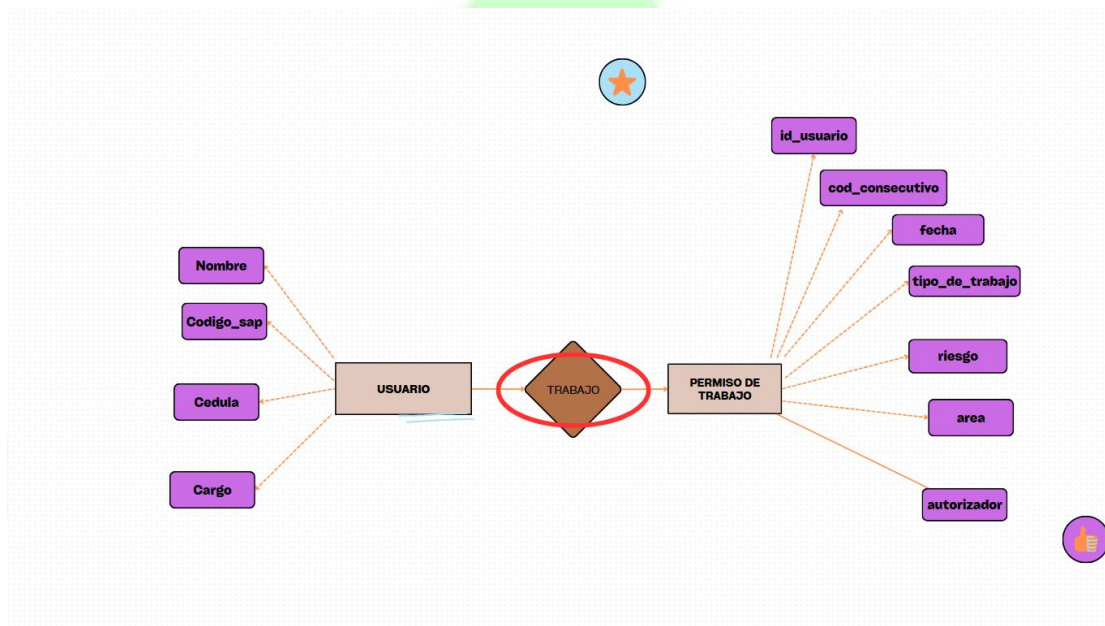 id_usuario
cod_consecutivo
fecha
Nombre
tipo_de_trabajo
Codigo_sap
riesgo
USUARIO
TRABAJO
PERMISO DE
TRABAJO
Cedula
area
Cargo
autorizador